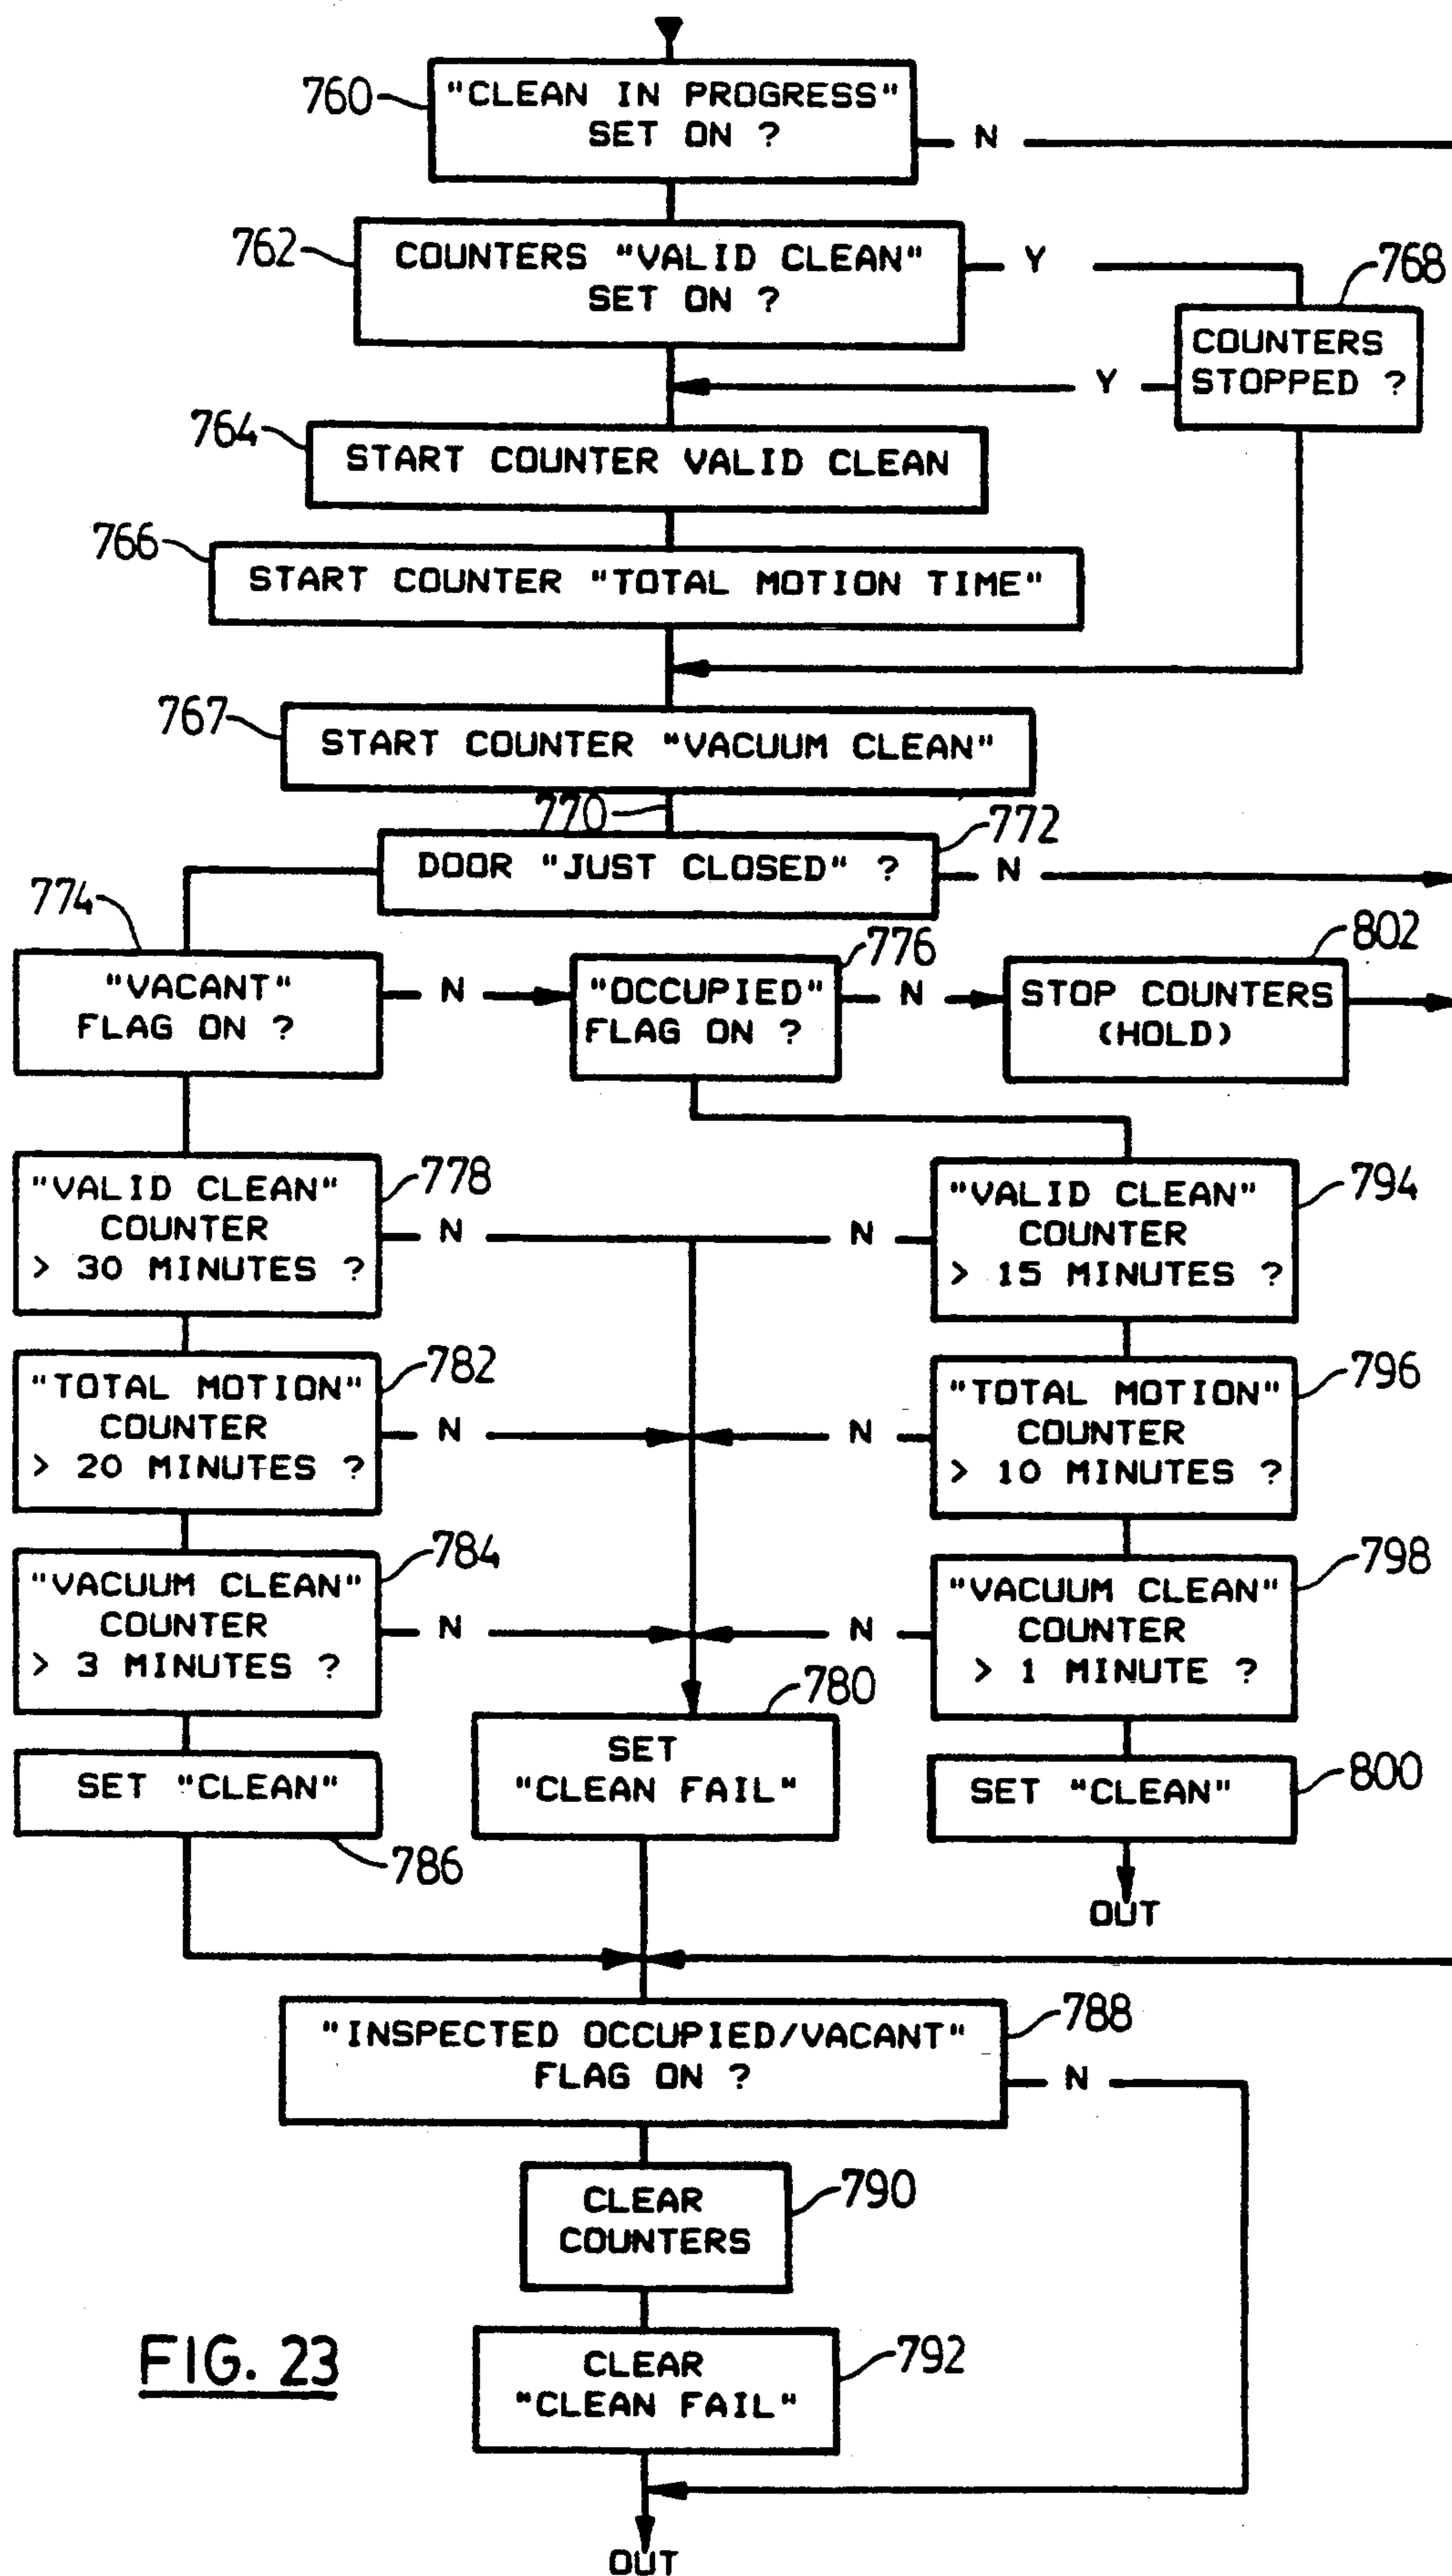 760
"CLEAN IN PROGRESS"
SET ON ?
N
762
COUNTERS "VALID CLEAN"
SET ON ?
Y
768
COUNTERS
STOPPED ?
Y
764
START COUNTER VALID CLEAN
766
START COUNTER "TOTAL MOTION TIME"
767
START COUNTER "VACUUM CLEAN"
770
772
DOOR "JUST CLOSED" ?
N
774
"VACANT"
FLAG ON ?
N
776
"OCCUPIED"
FLAG ON ?
N
802
STOP COUNTERS
(HOLD)
778
"VALID CLEAN"
COUNTER
> 30 MINUTES ?
N
N
794
"VALID CLEAN"
COUNTER
> 15 MINUTES ?
782
"TOTAL MOTION"
COUNTER
> 20 MINUTES ?
N
N
796
"TOTAL MOTION"
COUNTER
> 10 MINUTES ?
784
"VACUUM CLEAN"
COUNTER
> 3 MINUTES ?
N
N
798
"VACUUM CLEAN"
COUNTER
> 1 MINUTE ?
780
SET
"CLEAN FAIL"
SET "CLEAN"
786
SET "CLEAN"
800
OUT
"INSPECTED OCCUPIED/VACANT"
FLAG ON ?
788
N
CLEAR
COUNTERS
790
CLEAR
"CLEAN FAIL"
792
FIG. 23
OUT